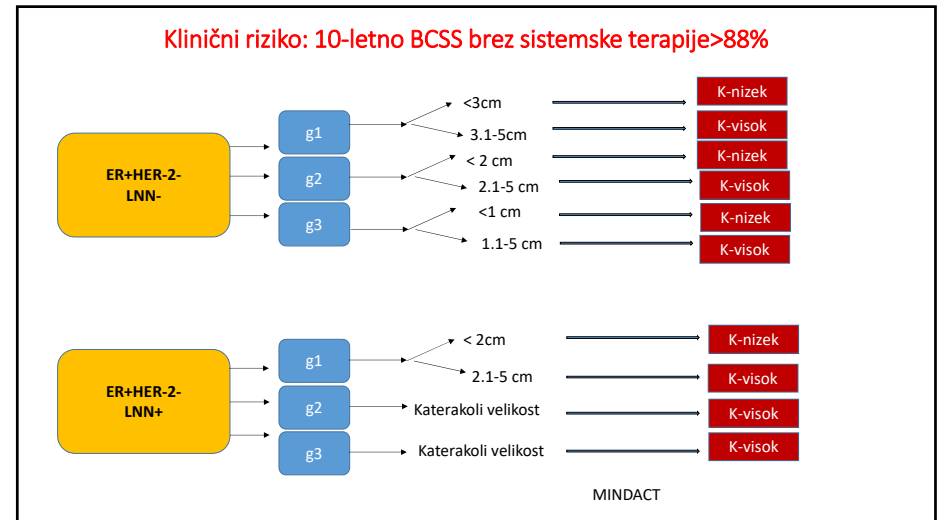 Klinični riziko: 10-letno BCSS brez sistemske terapije>88%
ER+HER-2-
LNN-
g1
<3cm
K-nizek
3.1-5cm
K-visok
g2
< 2 cm
K-nizek
2.1-5 cm
K-visok
g3
<1 cm
K-nizek
1.1-5 cm
K-visok
ER+HER-2-
LNN+
g1
< 2cm
K-nizek
2.1-5 cm
K-visok
g2
Katerakoli velikost
K-visok
g3
Katerakoli velikost
K-visok
MINDACT